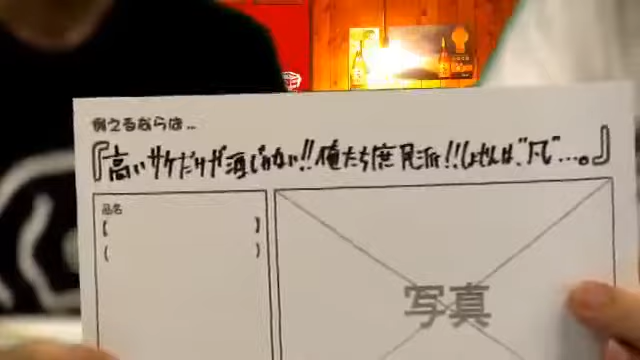 例えるならば…
『高いサケだけが酒じゃない!!俺たち庶民派!!しょせんは、"凡"…。』
品名
【 】
( )
写真